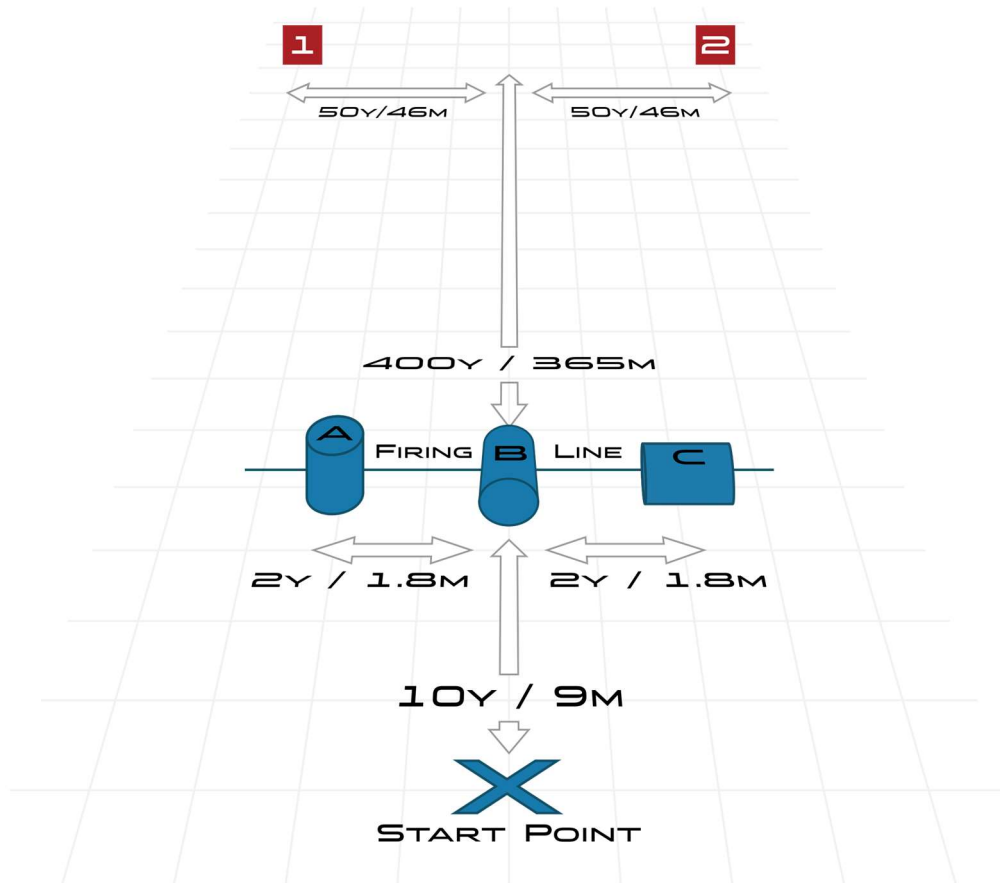 1
2
50Y/46M
50Y/46M
400Y / 365M
A
FIRING
B
LINE
C
2Y / 1.8M
2Y / 1.8M
10Y / 9M
START POINT